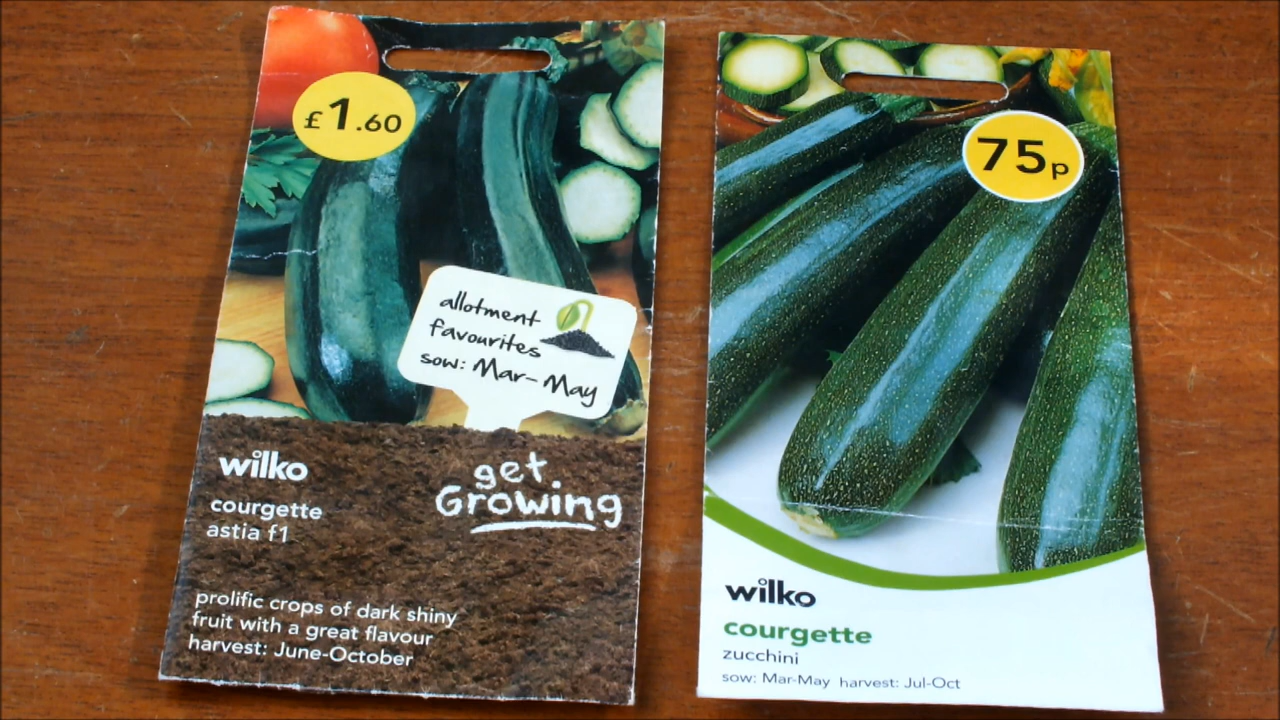 £1.60
allotment
favourites
sow: Mar-May
wilko
get
Growing
courgette
astia f1
prolific crops of dark shiny
fruit with a great flavour
harvest: June-October
75p
wilko
courgette
zucchini
sow: Mar-May harvest: Jul-Oct